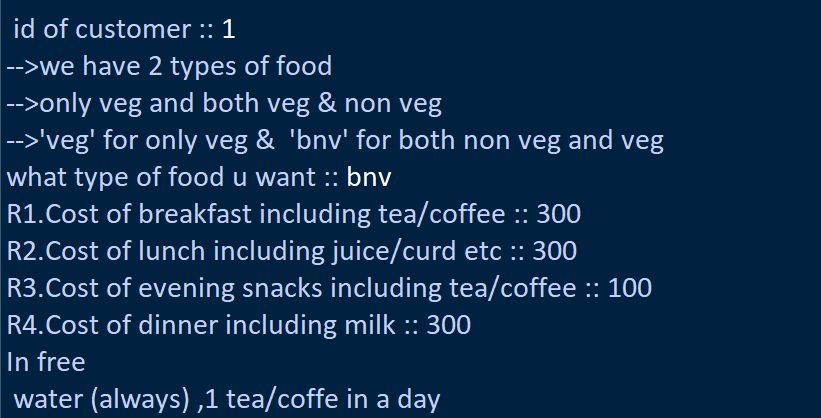 id of customer :: 1
-->we have 2 types of food
-->only veg and both veg & non veg
-->'veg' for only veg &  'bnv' for both non veg and veg
what type of food u want :: bnv
R1.Cost of breakfast including tea/coffee :: 300
R2.Cost of lunch including juice/curd etc :: 300
R3.Cost of evening snacks including tea/coffee :: 100
R4.Cost of dinner including milk :: 300
In free
water (always) ,1 tea/coffe in a day